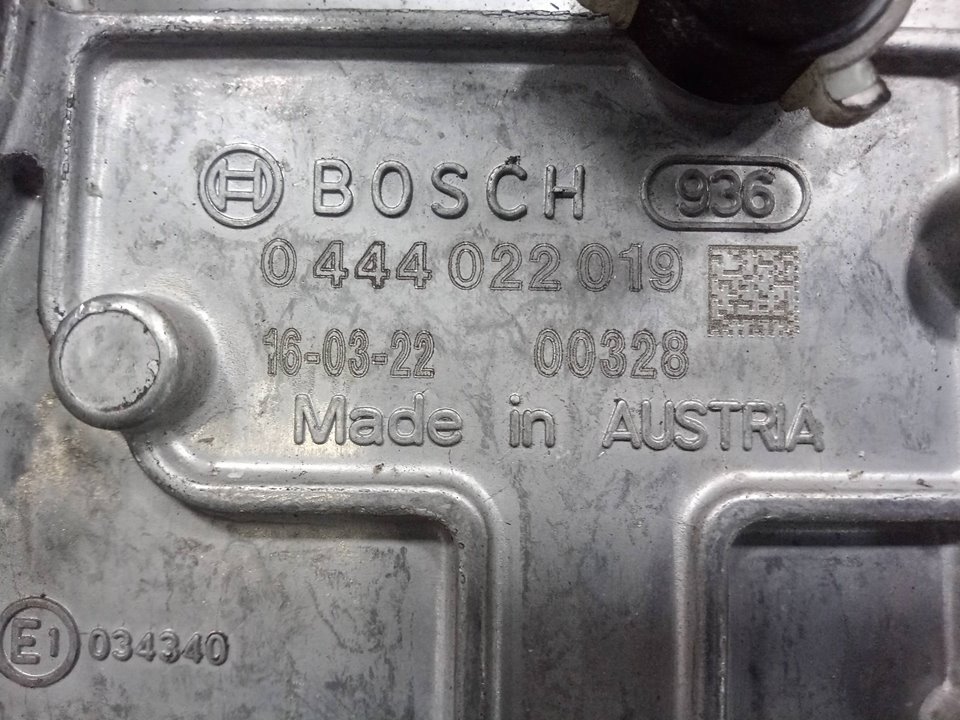 BOSCH 936
0 444 022 019
16-03-22 00328
Made in AUSTRIA
E1 034340